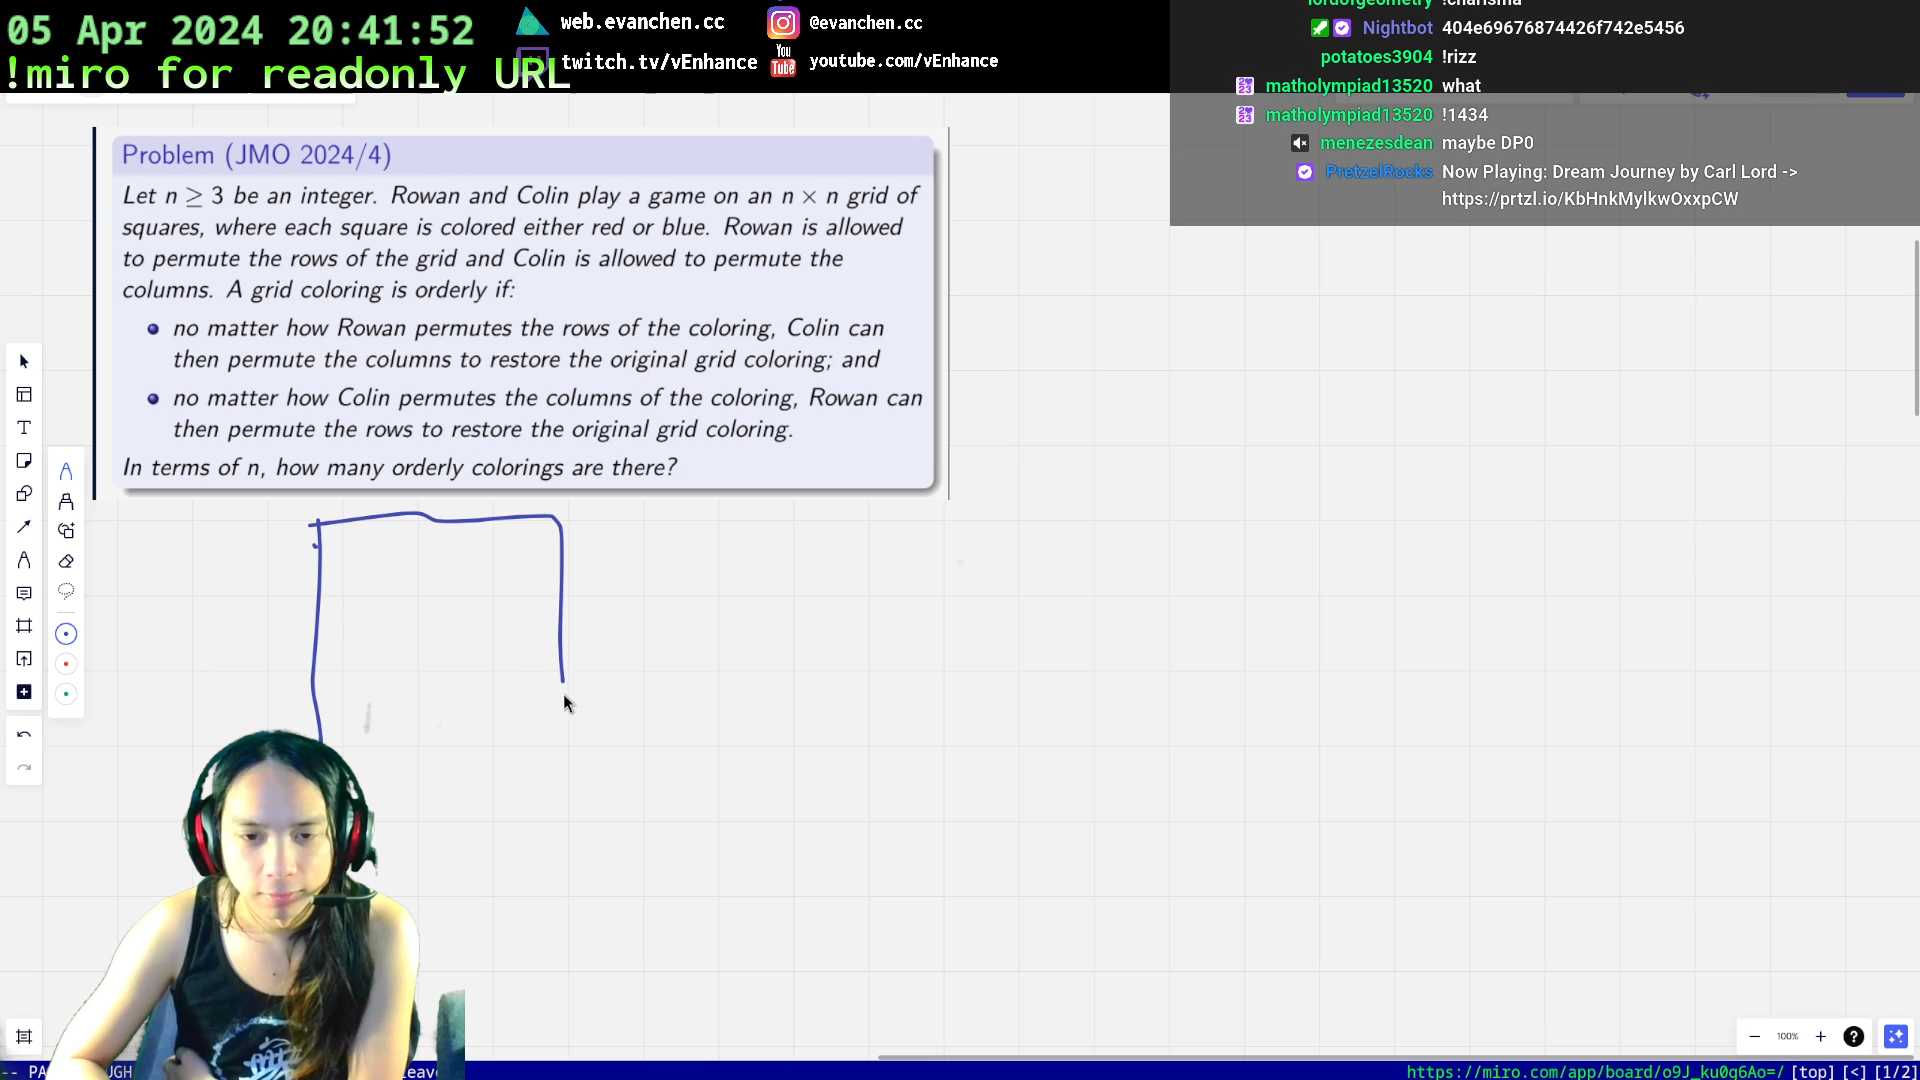 05 Apr 2024 20:41:52
!miro for readonly URL
web.evanchen.cc
@evanchen.cc
twitch.tv/vEnhance
You
Tube
youtube.com/vEnhance
Nightbot 404e69676874426f742e5456
potatoes3904 !rizz
matholympiad13520 what
matholympiad13520 !1434
menezesdean maybe DP0
PretzelRocks Now Playing: Dream Journey by Carl Lord ->
https://prtzl.io/KbHnkMylkwOxxpCW
Problem (JMO 2024/4)
Let n ≥ 3 be an integer. Rowan and Colin play a game on an n × n grid of
squares, where each square is colored either red or blue. Rowan is allowed
to permute the rows of the grid and Colin is allowed to permute the
columns. A grid coloring is orderly if:
• no matter how Rowan permutes the rows of the coloring, Colin can
then permute the columns to restore the original grid coloring; and
• no matter how Colin permutes the columns of the coloring, Rowan can
then permute the rows to restore the original grid coloring.
In terms of n, how many orderly colorings are there?
100%
https://miro.com/app/board/o9J_ku0q6Ao=/ [top] [<] [1/2]